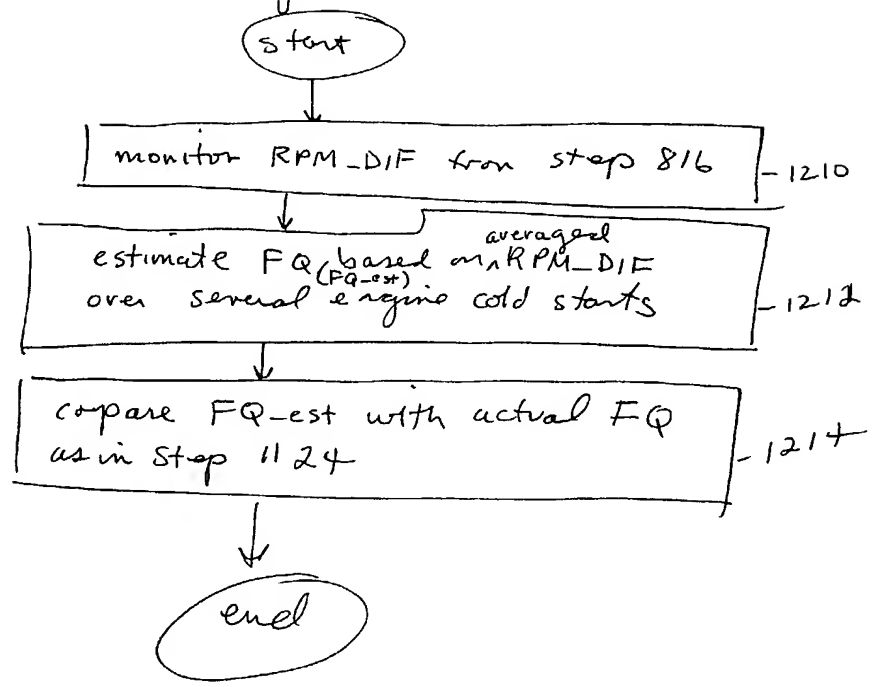 start
monitor RPM_DIF from step 816
1210
averaged
estimate FQ based on RPM_DIF
(FQ-est)
over several engine cold starts
1212
compare FQ-est with actual FQ
as in Step 1124
1214
end